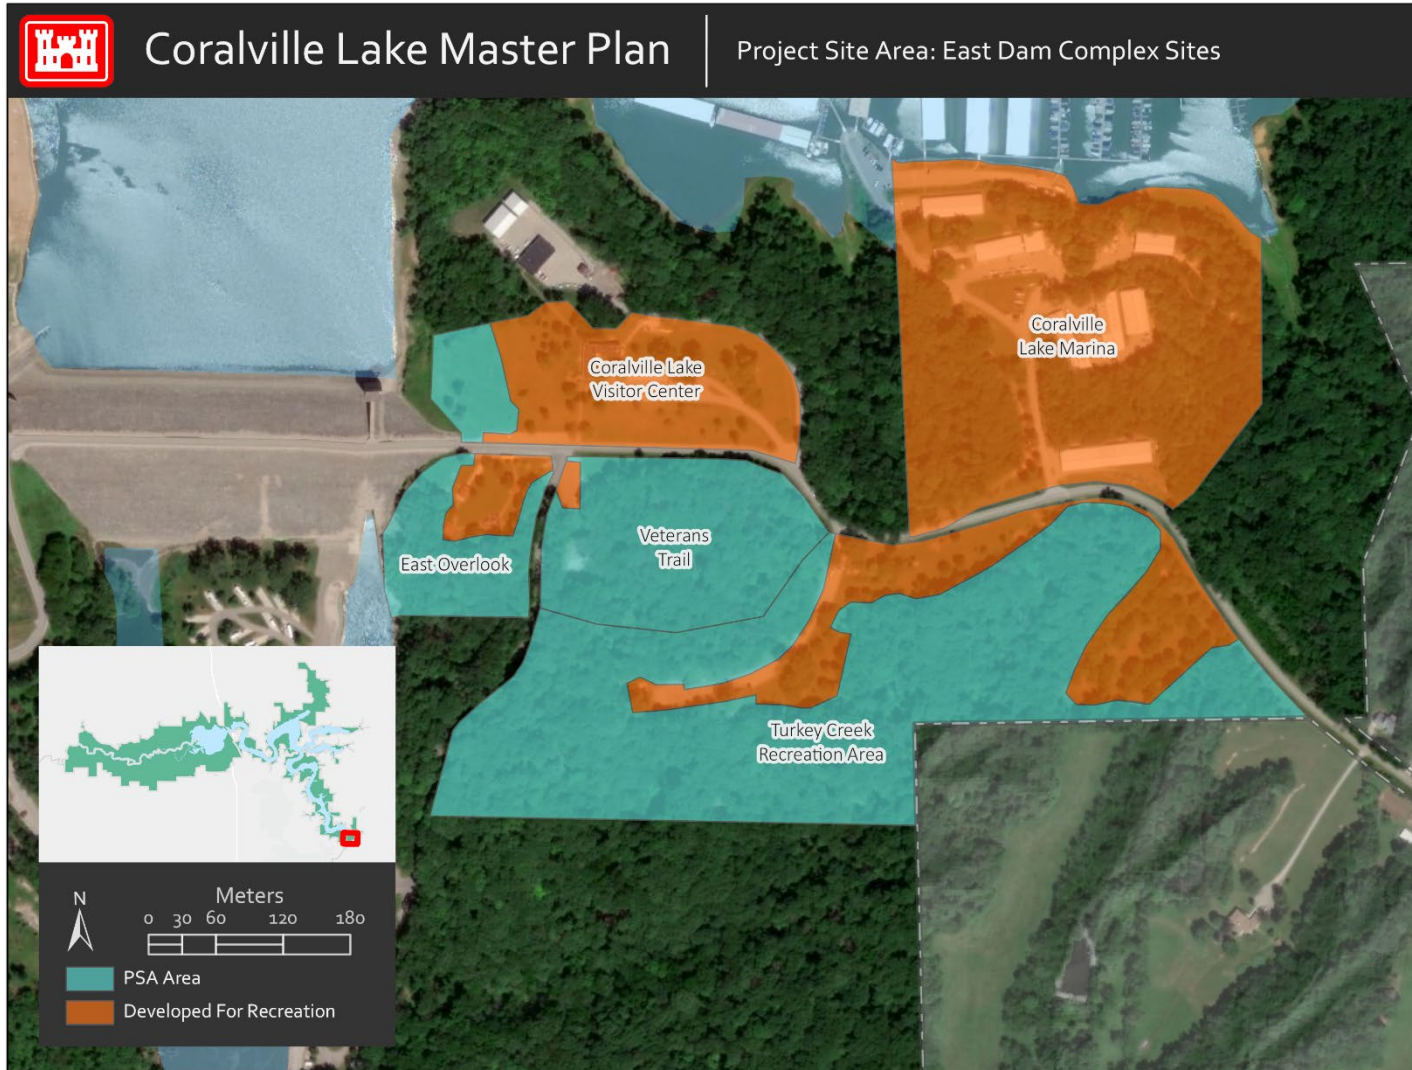 Coralville Lake Master Plan
Project Site Area: East Dam Complex Sites
Coralville
Lake Marina
Coralville Lake
Visitor Center
Veterans
Trail
East Overlook
Turkey Creek
Recreation Area
N
Meters
0 30 60 120 180
PSA Area
Developed For Recreation